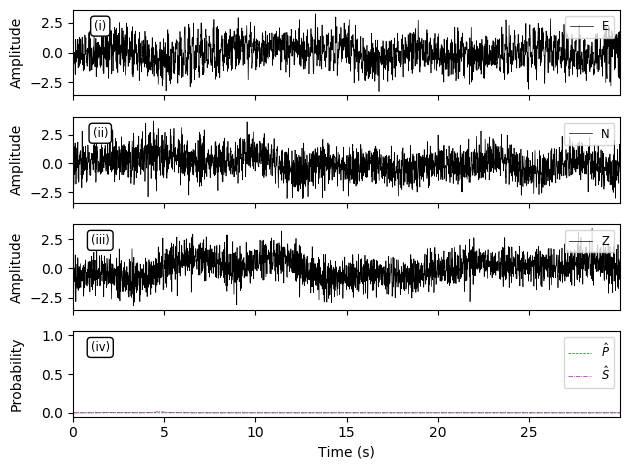 Amplitude
2.5
0.0
−2.5
(i)
E
Amplitude
2.5
0.0
−2.5
(ii)
N
Amplitude
2.5
0.0
−2.5
(iii)
Z
Probability
1.0
0.5
0.0
(iv)
P̂
Ŝ
0 5 10 15 20 25
Time (s)